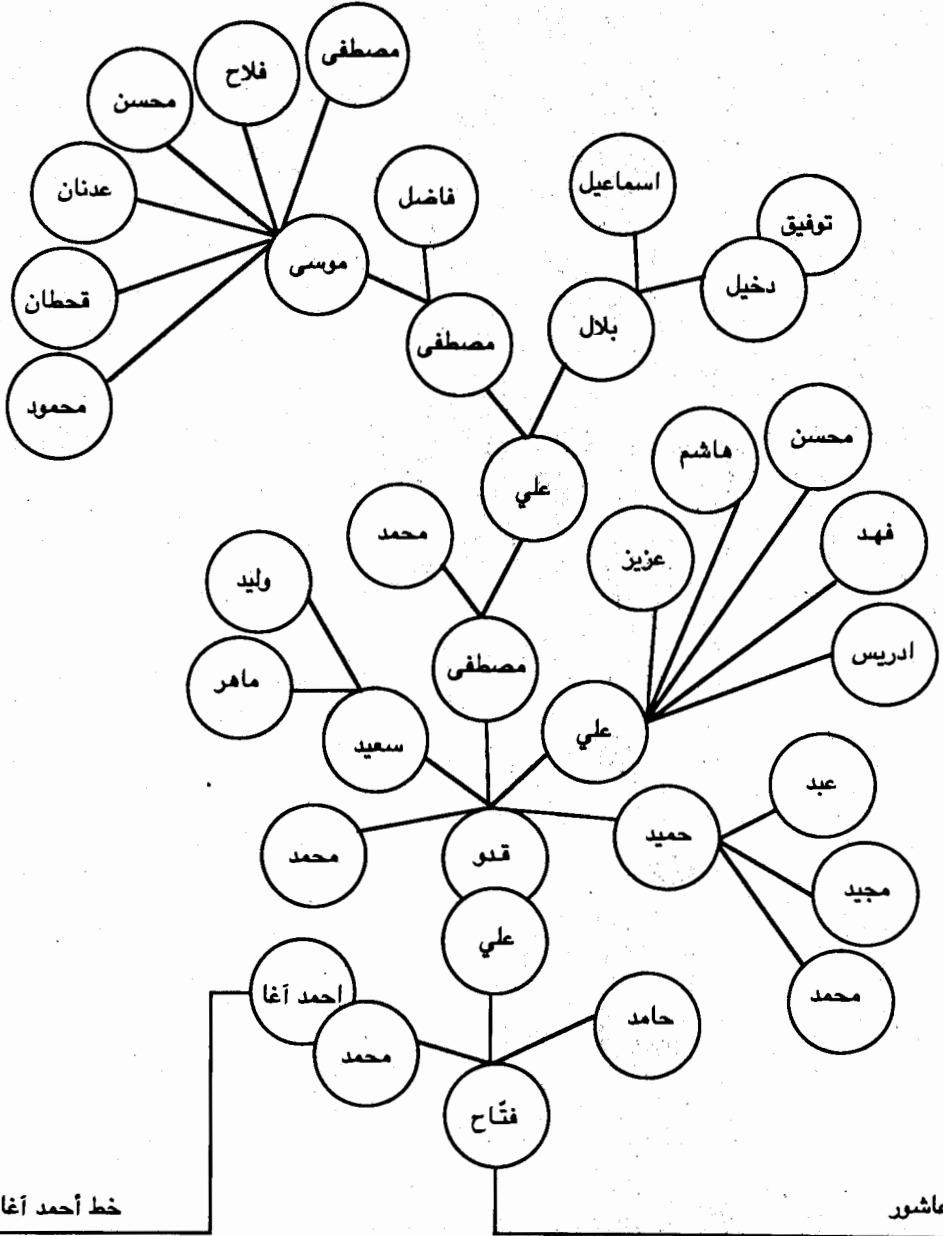 مصطفى
فلاح
محسن
عدنان
قحطان
محمود
موسى
فاضل
مصطفى
اسماعيل
توفيق
دخيل
بلال
علي
محمد
مصطفى
وليد
ماهر
سعيد
محمد
عزيز
هاشم
محسن
فهد
ادريس
علي
عبد
مجيد
محمد
حميد
قدو
علي
احمد آغا
محمد
حامد
فتّاح
خط أحمد آغا
عاشور